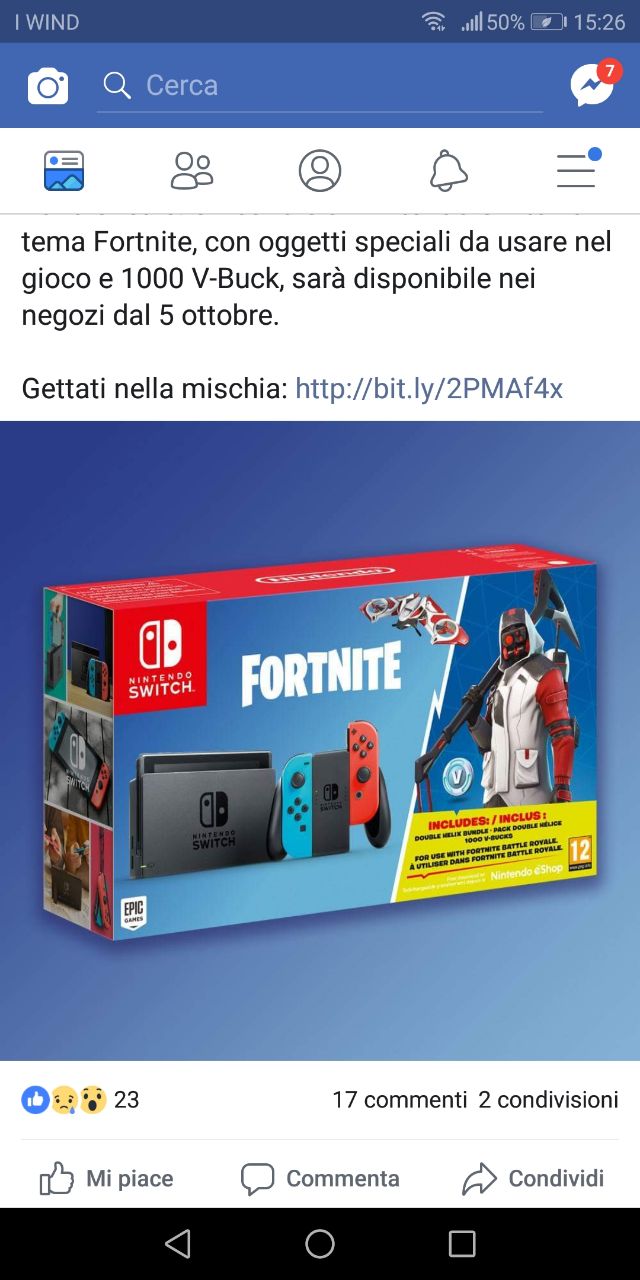 I WIND
50%
15:26
Cerca
7
tema Fortnite, con oggetti speciali da usare nel
gioco e 1000 V-Buck, sarà disponibile nei
negozi dal 5 ottobre.
Gettati nella mischia: http://bit.ly/2PMAf4x
Nintendo
NINTENDO
SWITCH
FORTNITE
SWITCH
NINTENDO
SWITCH
NINTENDO
SWITCH
V
INCLUDES: / INCLUS :
DOUBLE HELIX BUNDLE - PACK DOUBLE HÉLICE
1000 V-BUCKS
FOR USE WITH FORTNITE BATTLE ROYALE.
À UTILISER DANS FORTNITE BATTLE ROYALE.
Nintendo eShop
12
EPIC
GAMES
23
17 commenti 2 condivisioni
Mi piace
Commenta
Condividi